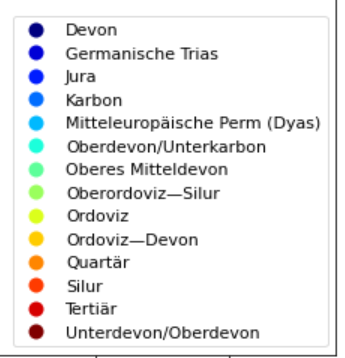 Devon
Germanische Trias
Jura
Karbon
Mitteleuropäische Perm (Dyas)
Oberdevon/Unterkarbon
Oberes Mitteldevon
Oberordoviz—Silur
Ordoviz
Ordoviz—Devon
Quartär
Silur
Tertiär
Unterdevon/Oberdevon